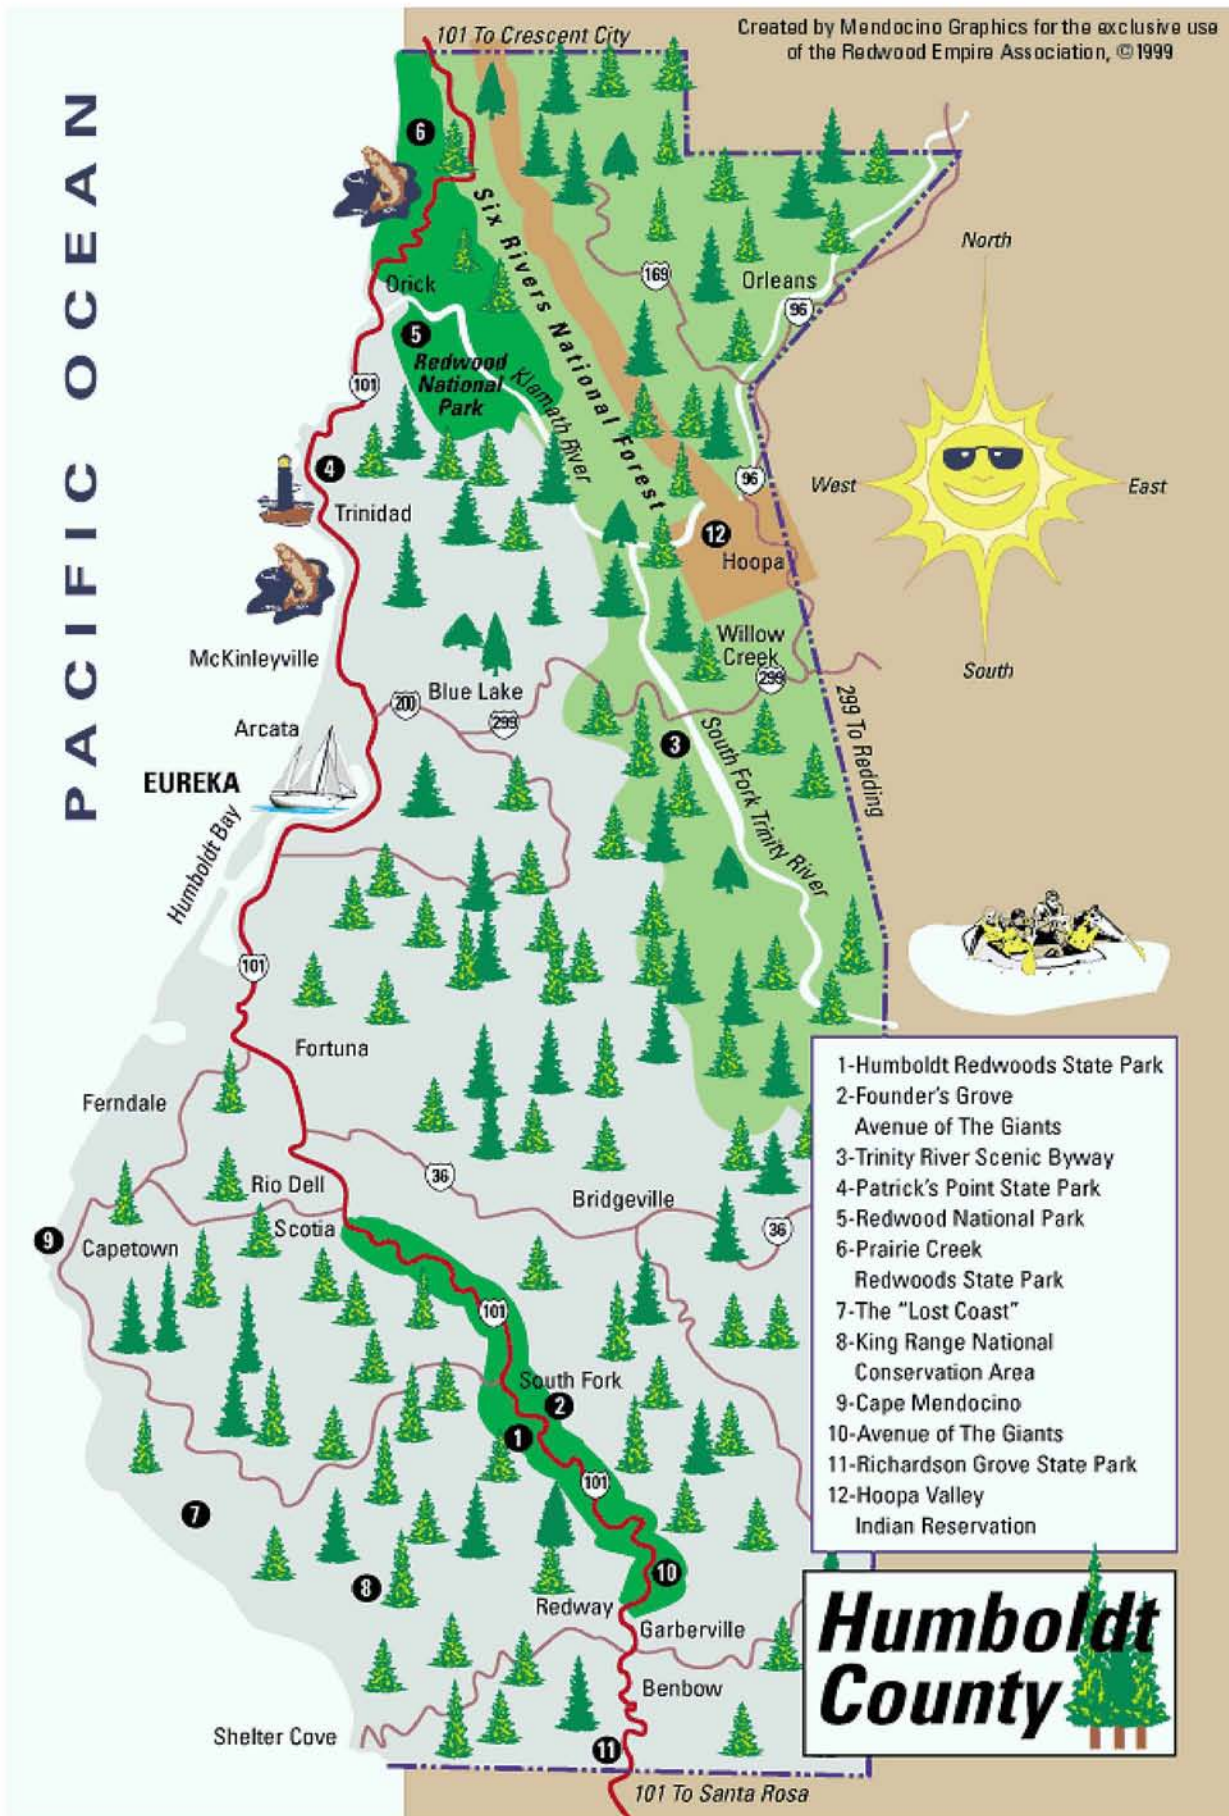 101 To Crescent City
Created by Mendocino Graphics for the exclusive use
of the Redwood Empire Association, ©1999
PACIFIC OCEAN
6
Six Rivers National Forest
North
169
Orleans
96
Orick
5
Redwood
National
Park
Klamath River
101
4
Trinidad
96
West
East
12
Hoopa
McKinleyville
Willow
Creek
299
South
200
Blue Lake
299
299 To Redding
Arcata
3
South Fork Trinity River
EUREKA
Humboldt Bay
101
Fortuna
Ferndale
36
Rio Dell
Bridgeville
Scotia
36
9
Capetown
101
South Fork
2
1
101
7
10
8
Redway
Garberville
Benbow
Shelter Cove
11
101 To Santa Rosa
1-Humboldt Redwoods State Park
2-Founder's Grove
Avenue of The Giants
3-Trinity River Scenic Byway
4-Patrick's Point State Park
5-Redwood National Park
6-Prairie Creek
Redwoods State Park
7-The “Lost Coast”
8-King Range National
Conservation Area
9-Cape Mendocino
10-Avenue of The Giants
11-Richardson Grove State Park
12-Hoopa Valley
Indian Reservation
Humboldt
County